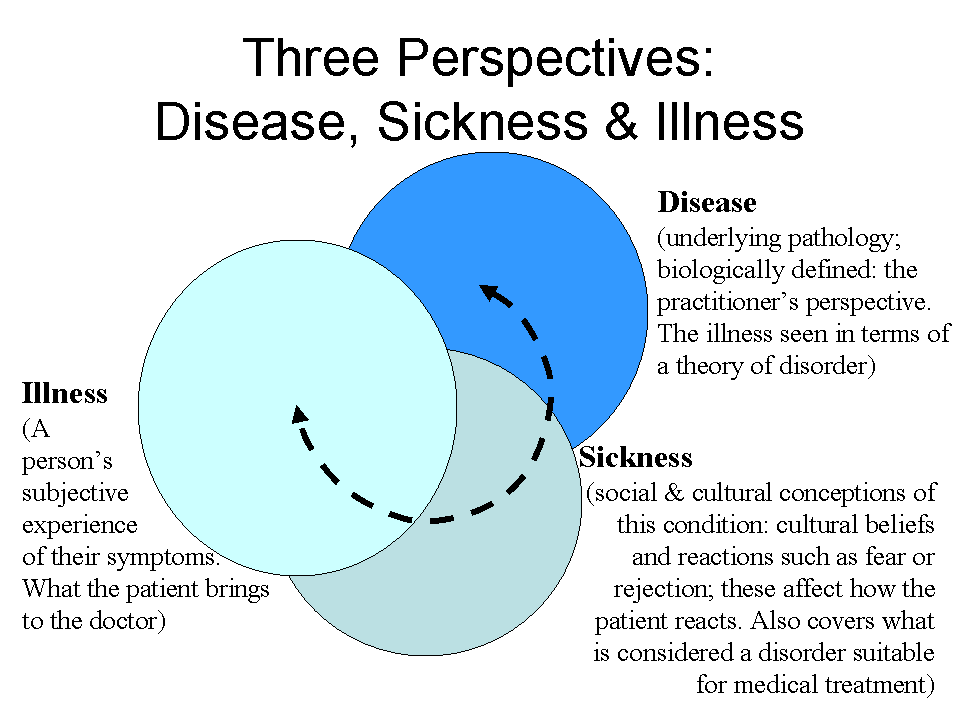 Three Perspectives:
Disease, Sickness & Illness
Disease
(underlying pathology;
biologically defined: the
practitioner’s perspective.
The illness seen in terms of
a theory of disorder)
Illness
(A
person’s
subjective
experience
of their symptoms.
What the patient brings
to the doctor)
Sickness
(social & cultural conceptions of
this condition: cultural beliefs
and reactions such as fear or
rejection; these affect how the
patient reacts. Also covers what
is considered a disorder suitable
for medical treatment)